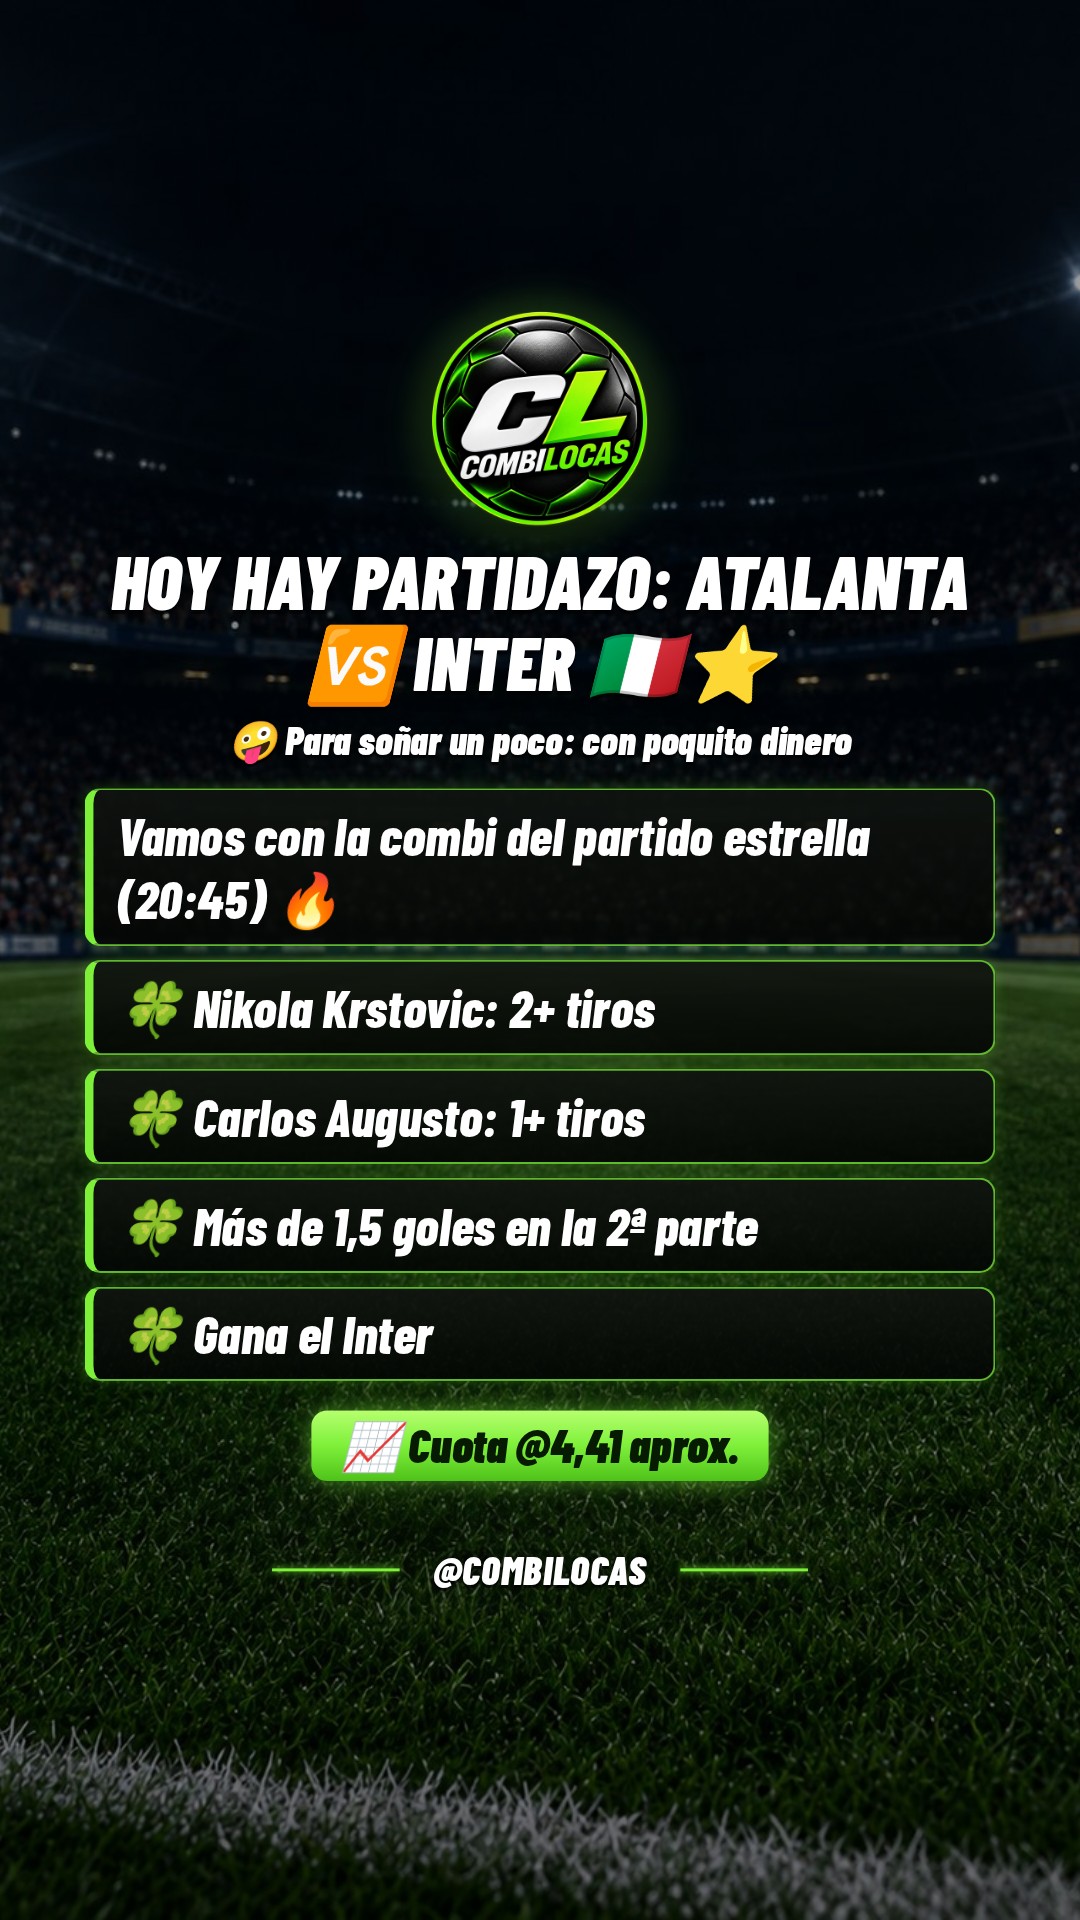 CL
COMBILOCAS
HOY HAY PARTIDAZO: ATALANTA
🆚 INTER 🇮🇹⭐
🤪 Para soñar un poco: con poquito dinero
Vamos con la combi del partido estrella
(20:45) 🔥
🍀 Nikola Krstovic: 2+ tiros
🍀 Carlos Augusto: 1+ tiros
🍀 Más de 1,5 goles en la 2ª parte
🍀 Gana el Inter
📈 Cuota @4,41 aprox.
@COMBILOCAS